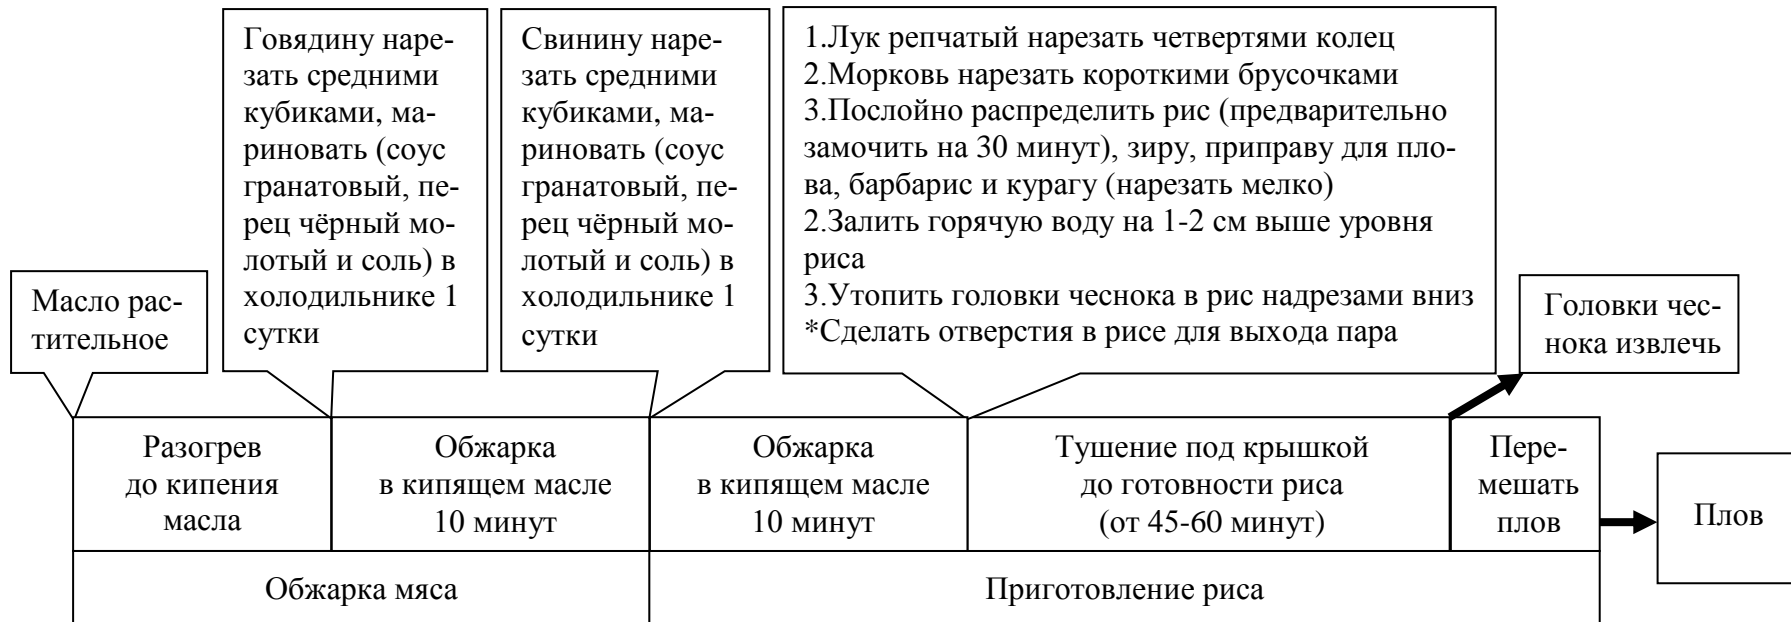 Масло рас-
тительное
Говядину наре-
зать средними
кубиками, ма-
риновать (соус
гранатовый, пе-
рец чёрный мо-
лотый и соль) в
холодильнике 1
сутки
Свинину наре-
зать средними
кубиками, ма-
риновать (соус
гранатовый, пе-
рец чёрный мо-
лотый и соль) в
холодильнике 1
сутки
1.Лук репчатый нарезать четвертями колец
2.Морковь нарезать короткими брусочками
3.Послойно распределить рис (предварительно
замочить на 30 минут), зиру, приправу для пло-
ва, барбарис и курагу (нарезать мелко)
2.Залить горячую воду на 1-2 см выше уровня
риса
3.Утопить головки чеснока в рис надрезами вниз
*Сделать отверстия в рисе для выхода пара
Головки чес-
нока извлечь
Разогрев
до кипения
масла
Обжарка
в кипящем масле
10 минут
Обжарка
в кипящем масле
10 минут
Тушение под крышкой
до готовности риса
(от 45-60 минут)
Пере-
мешать
плов
Плов
Обжарка мяса
Приготовление риса